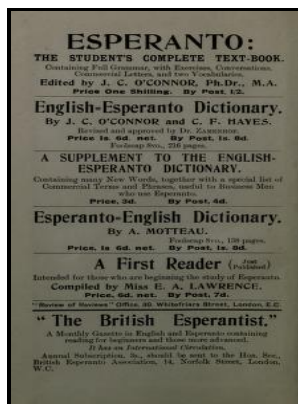 ESPERANTO:
THE STUDENT'S COMPLETE TEXT-BOOK.
Containing Full Grammar, with Exercises, Conversations,
Commercial Letters, and two Vocabularies.
Edited by J. C. O'CONNOR, Ph.Dr., M.A.
Price One Shilling. By Post, 1/2.
English-Esperanto Dictionary.
By J. C. O'CONNOR and C. F. HAYES.
Revised and approved by Dr. ZAMENHOF.
Price 1s. 6d. net. By Post, 1s. 8d.
Foolscap 8vo., 216 pages.
A SUPPLEMENT TO THE ENGLISH-
ESPERANTO DICTIONARY.
Containing many New Words, together with a special list of
Commercial Terms and Phrases, useful to Business Men
who use Esperanto.
Price, 3d. By Post, 4d.
Esperanto-English Dictionary.
By A. MOTTEAU.
Foolscap 8vo., 158 pages.
Price, 1s 6d. net. By Post, 1s. 8d.
A First Reader (Just Published)
Intended for those who are beginning the study of Esperanto.
Compiled by Miss E. A. LAWRENCE.
Price, 6d. net. By Post, 7d.
"Review of Reviews" Office, Whitefriars Street, London, E.C.
"The British Esperantist."
A Monthly Gazette in English and Esperanto containing
reading for beginners and those more advanced.
It has an International Circulation.
Annual Subscription, 3s., should be sent to the Hon. Sec.,
British Esperanto Association, 14, Norfolk Street, London,
W.C.